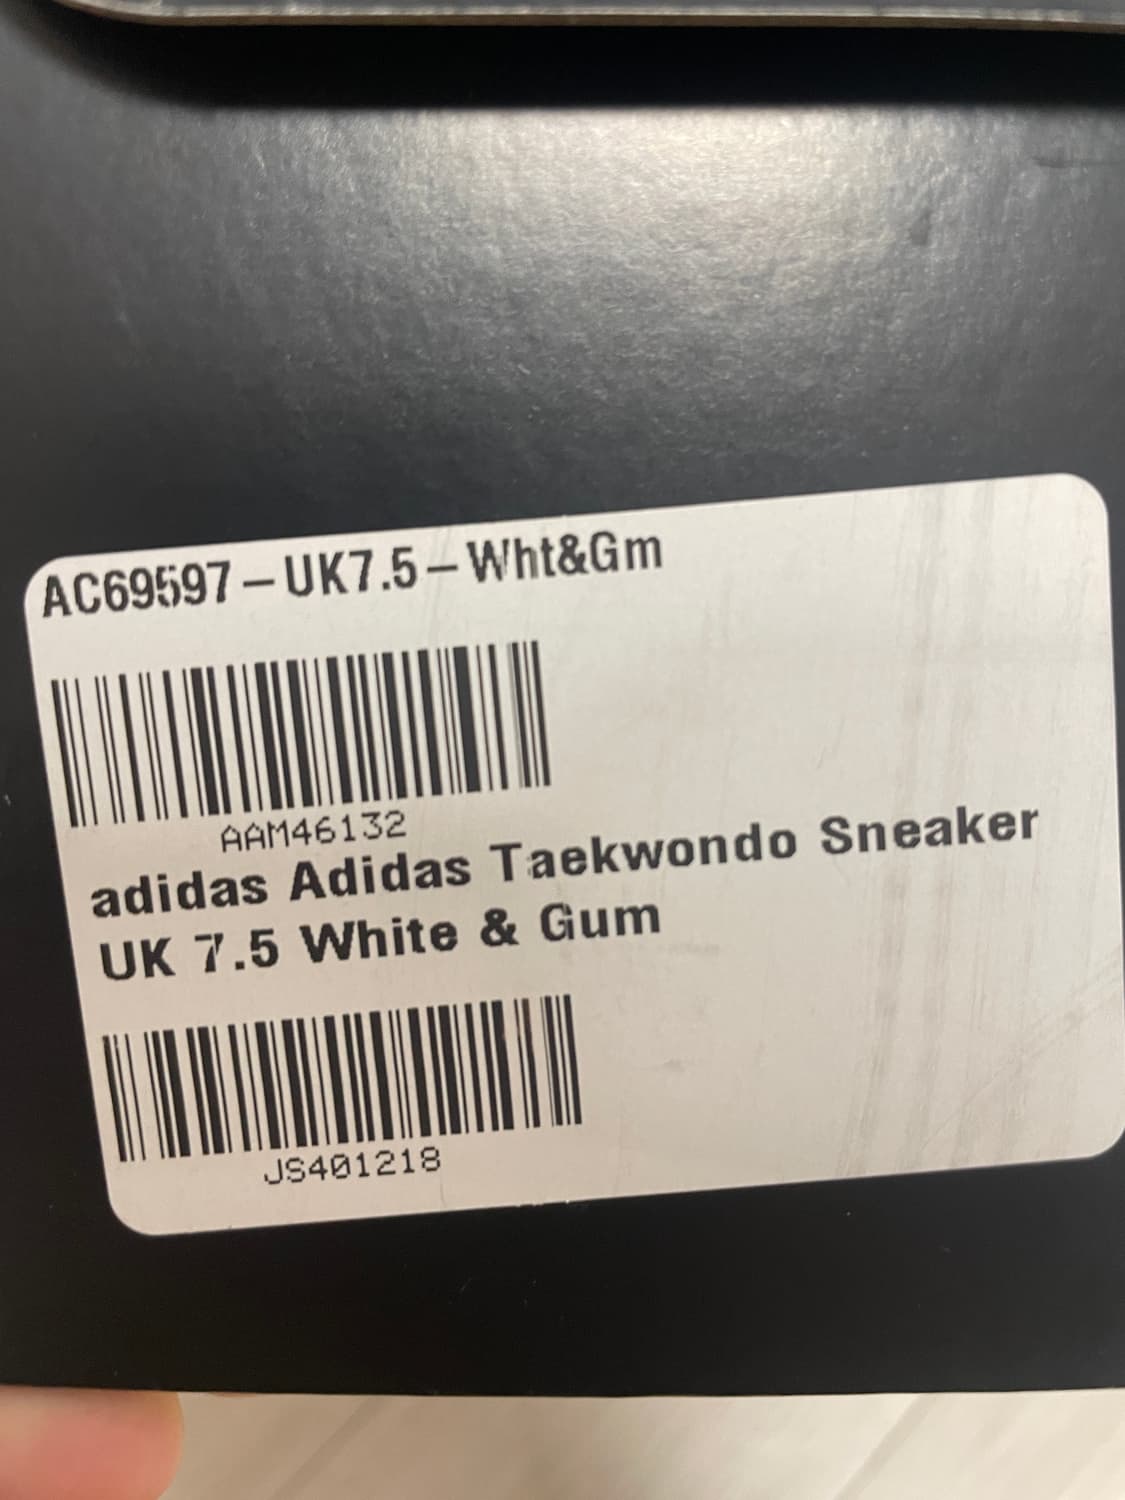 AC69597-UK7.5-Wht&Gm
AAM46132
adidas Adidas Taekwondo Sneaker
UK 7.5 White & Gum
JS401218